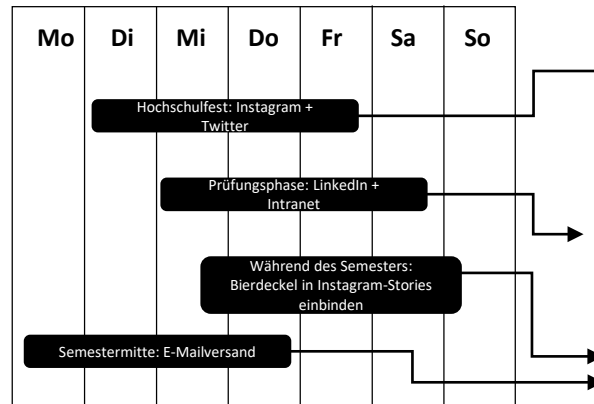 Mo Di Mi Do Fr Sa So
Hochschulfest: Instagram +
Twitter
Prüfungsphase: LinkedIn +
Intranet
Während des Semesters:
Bierdeckel in Instagram-Stories
einbinden
Semestermitte: E-Mailversand